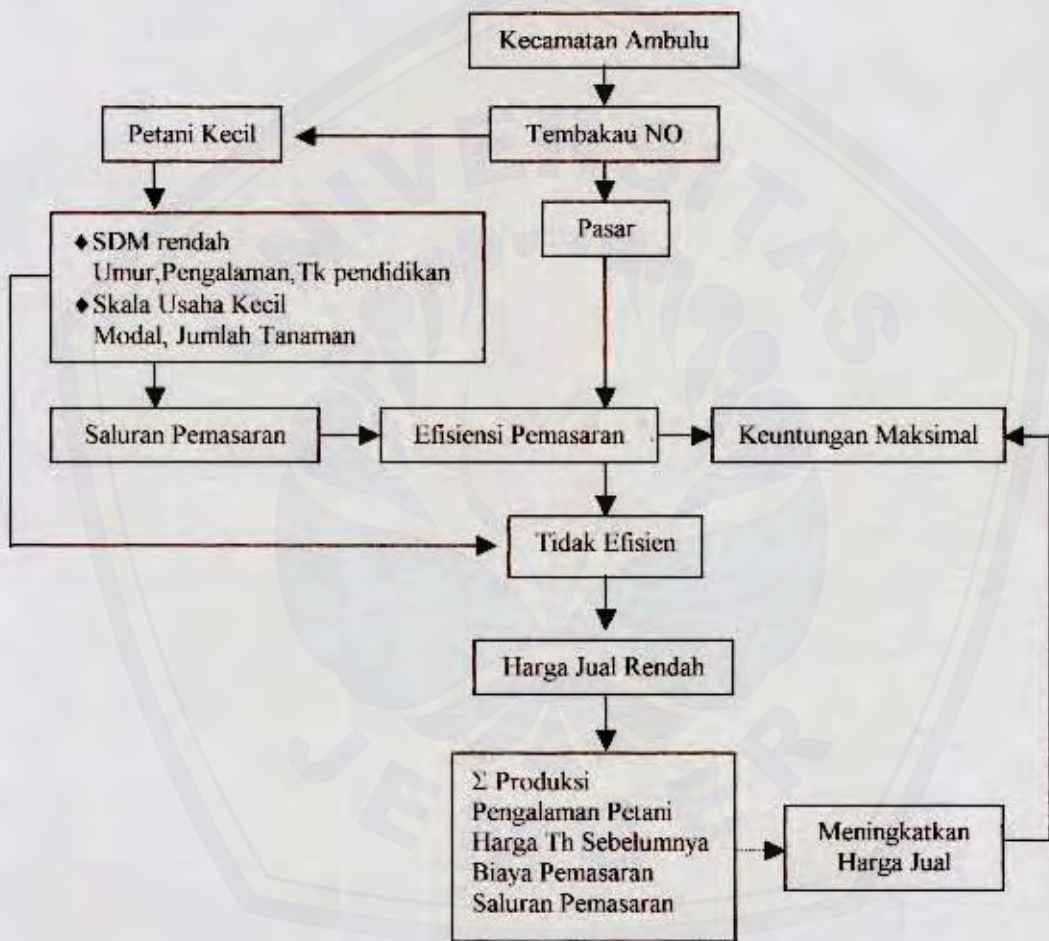 Kecamatan Ambulu
Petani Kecil
Tembakau NO
Pasar
♦SDM rendah
Umur,Pengalaman,Tk pendidikan
♦Skala Usaha Kecil
Modal, Jumlah Tanaman
Saluran Pemasaran
Efisiensi Pemasaran
Keuntungan Maksimal
Tidak Efisien
Harga Jual Rendah
Σ Produksi
Pengalaman Petani
Harga Th Sebelumnya
Biaya Pemasaran
Saluran Pemasaran
Meningkatkan
Harga Jual
UNIVERSITAS
JEMBER